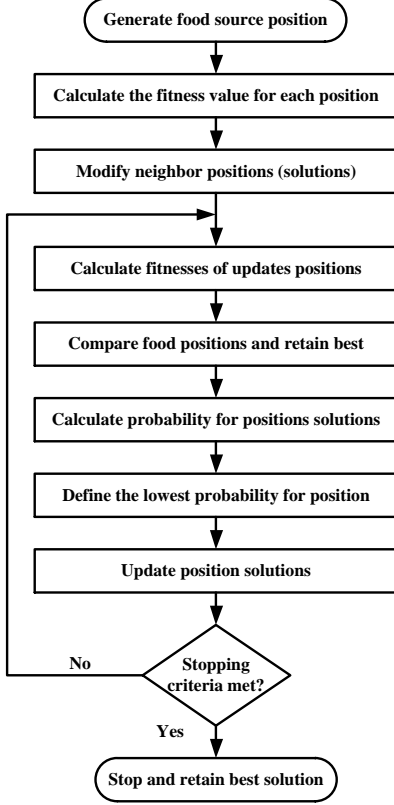 Generate food source position
Calculate the fitness value for each position
Modify neighbor positions (solutions)
Calculate fitnesses of updates positions
Compare food positions and retain best
Calculate probability for positions solutions
Define the lowest probability for position
Update position solutions
No
Stopping
criteria met?
Yes
Stop and retain best solution